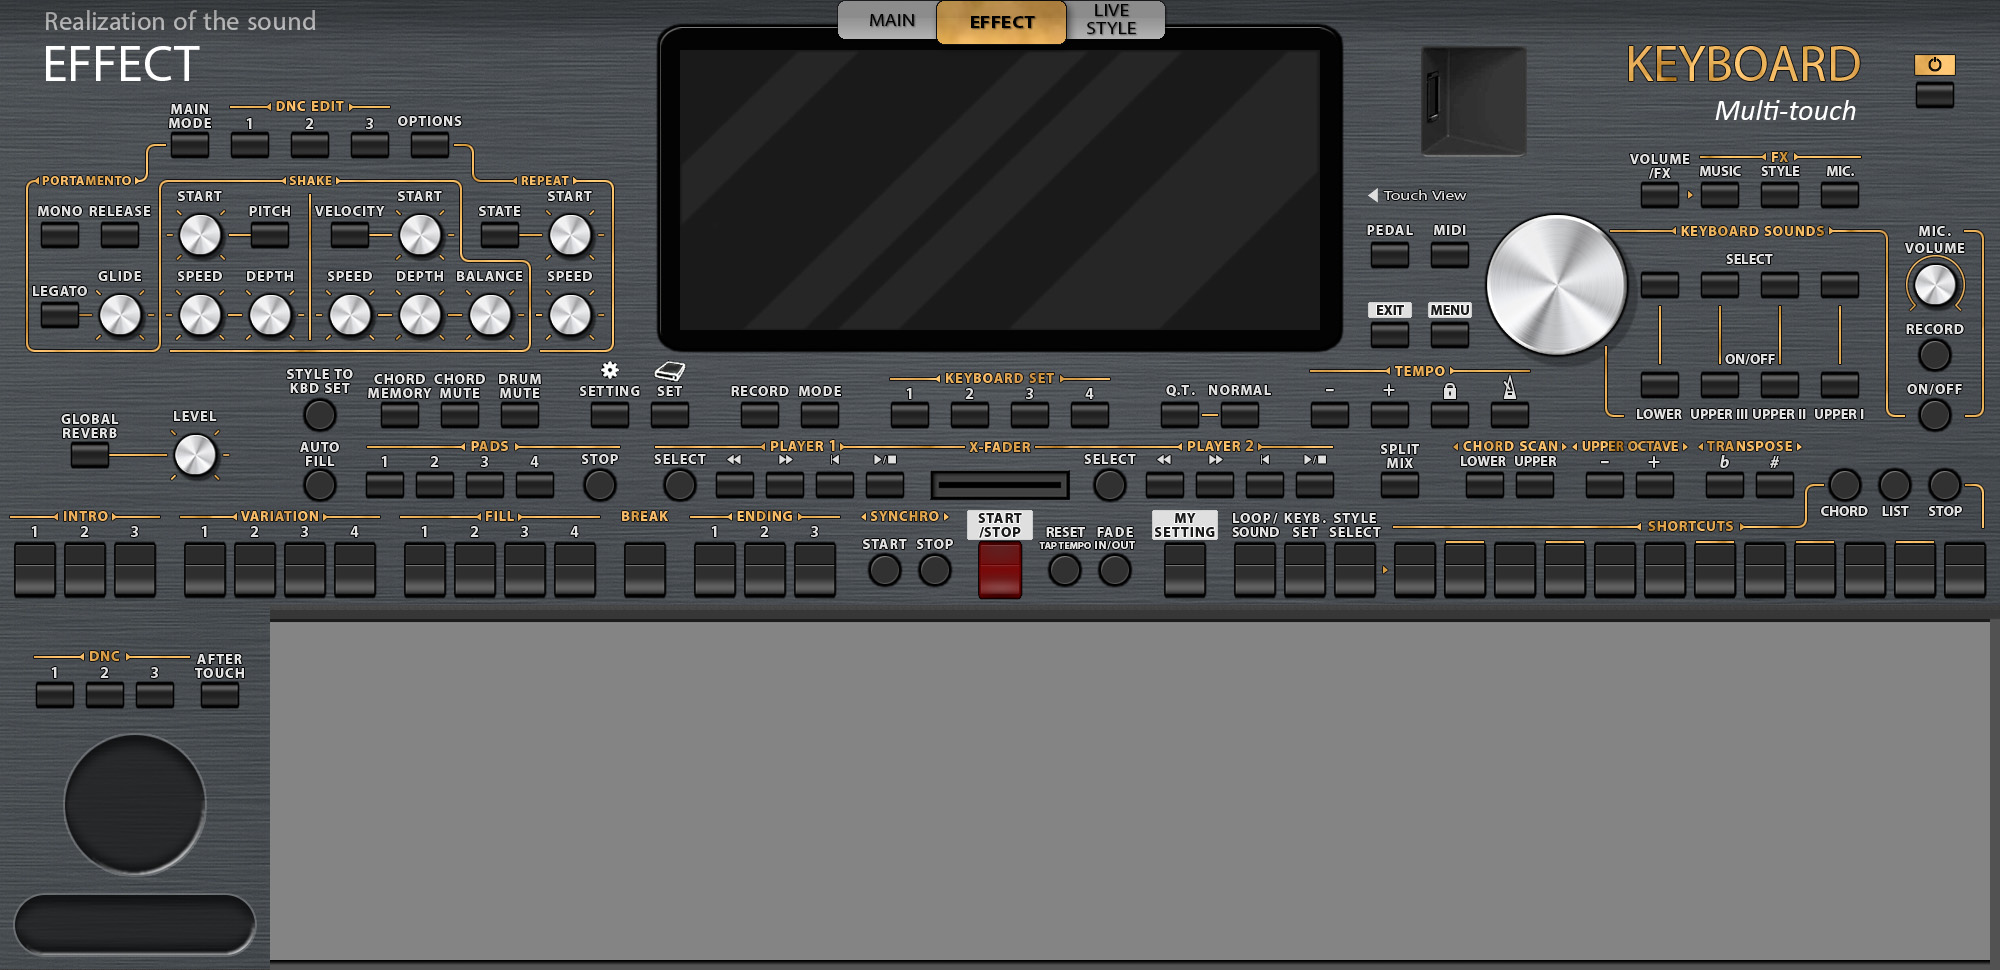 Realization of the sound
EFFECT
MAIN
EFFECT
LIVE
STYLE
KEYBOARD
Multi-touch
MAIN
MODE
DNC EDIT
1 2 3
OPTIONS
PORTAMENTO
SHAKE
REPEAT
MONO RELEASE
START
PITCH
VELOCITY
START
STATE
START
LEGATO
GLIDE
SPEED
DEPTH
SPEED
DEPTH
BALANCE
SPEED
VOLUME
/FX
FX
MUSIC
STYLE
MIC.
Touch View
PEDAL
MIDI
EXIT
MENU
KEYBOARD SOUNDS
SELECT
ON/OFF
LOWER
UPPER III
UPPER II
UPPER I
MIC.
VOLUME
RECORD
ON/OFF
STYLE TO
KBD SET
CHORD
MEMORY
CHORD
MUTE
DRUM
MUTE
SETTING
SET
RECORD
MODE
KEYBOARD SET
1 2 3 4
Q.T.
NORMAL
TEMPO
− +
GLOBAL
REVERB
LEVEL
AUTO
FILL
PADS
1 2 3 4
STOP
SELECT
PLAYER 1
X-FADER
SELECT
PLAYER 2
SPLIT
MIX
CHORD SCAN
LOWER UPPER
UPPER OCTAVE
− +
TRANSPOSE
b #
CHORD
LIST
STOP
INTRO
1 2 3
VARIATION
1 2 3 4
FILL
1 2 3 4
BREAK
ENDING
1 2 3
SYNCHRO
START STOP
START
/STOP
RESET
TAP TEMPO
FADE
IN/OUT
MY
SETTING
LOOP/
SOUND
KEYB.
SET
STYLE
SELECT
SHORTCUTS
DNC
1 2 3
AFTER
TOUCH